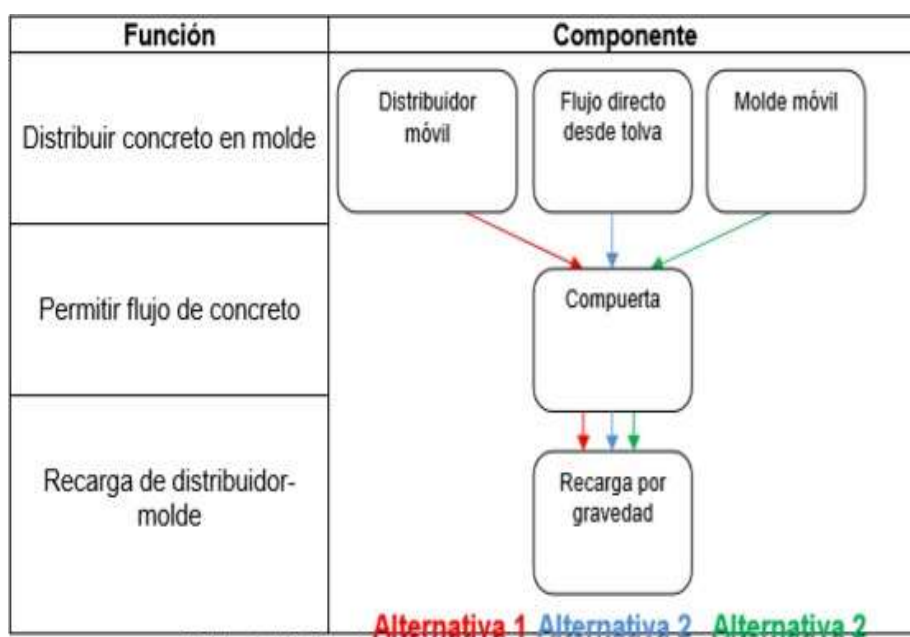 Función
Componente
Distribuir concreto en molde
Distribuidor
móvil
Flujo directo
desde tolva
Molde móvil
Permitir flujo de concreto
Compuerta
Recarga de distribuidor-
molde
Recarga por
gravedad
Alternativa 1 Alternativa 2 Alternativa 2